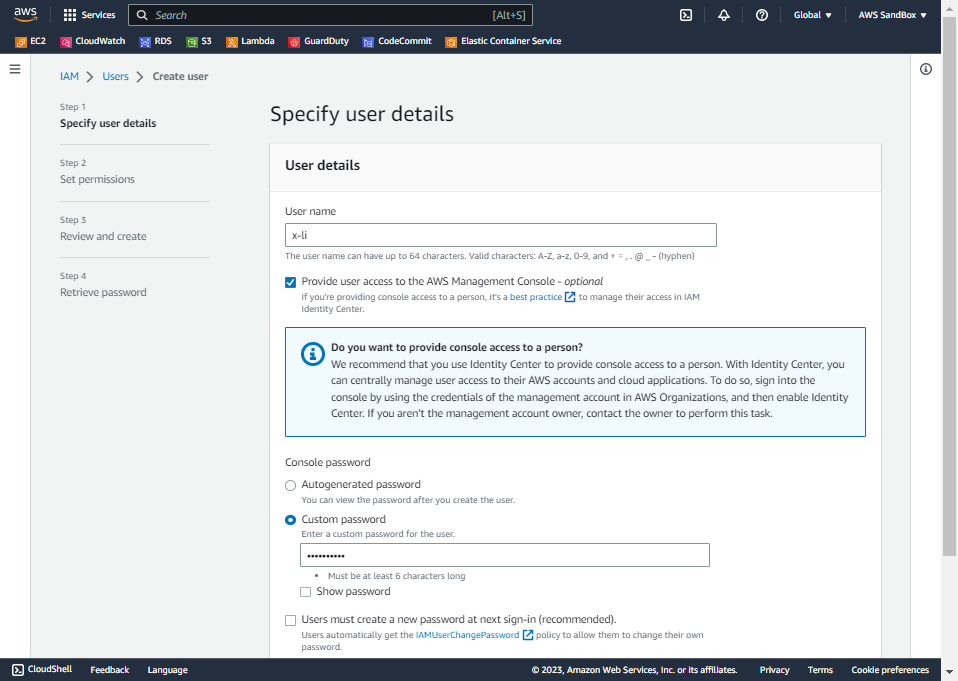 aws
Services
Search
[Alt+S]
Global ▼
AWS SandBox ▼
EC2
CloudWatch
RDS
S3
Lambda
GuardDuty
CodeCommit
Elastic Container Service
IAM > Users > Create user
Step 1
Specify user details
Step 2
Set permissions
Step 3
Review and create
Step 4
Retrieve password
Specify user details
User details
User name
x-li
The user name can have up to 64 characters. Valid characters: A-Z, a-z, 0-9, and + = , . @ _ - (hyphen)
Provide user access to the AWS Management Console - optional
If you're providing console access to a person, it's a best practice to manage their access in IAM
Identity Center.
Do you want to provide console access to a person?
We recommend that you use Identity Center to provide console access to a person. With Identity Center, you
can centrally manage user access to their AWS accounts and cloud applications. To do so, sign into the
console by using the credentials of the management account in AWS Organizations, and then enable Identity
Center. If you aren't the management account owner, contact the owner to perform this task.
Console password
Autogenerated password
You can view the password after you create the user.
Custom password
Enter a custom password for the user.
••••••••••
• Must be at least 6 characters long
Show password
Users must create a new password at next sign-in (recommended).
Users automatically get the IAMUserChangePassword policy to allow them to change their own
password.
CloudShell
Feedback
Language
© 2023, Amazon Web Services, Inc. or its affiliates.
Privacy
Terms
Cookie preferences